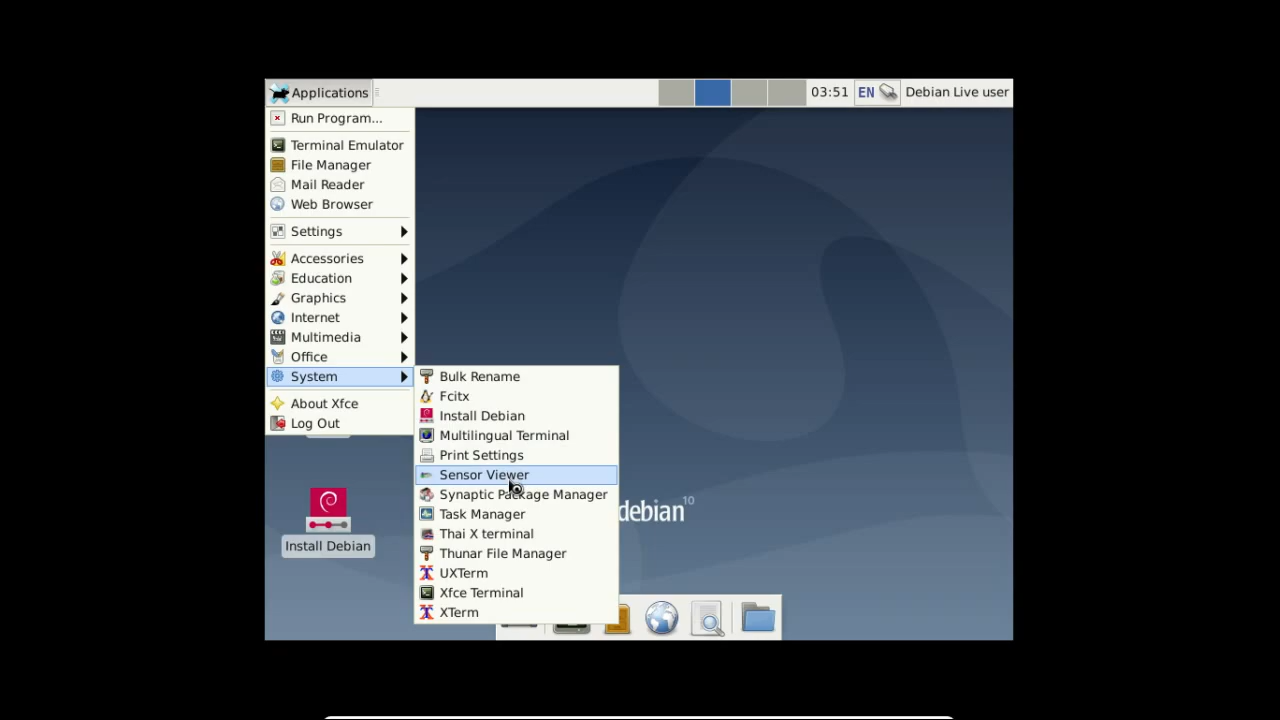 Applications
03:51 EN Debian Live user
Run Program...
Terminal Emulator
File Manager
Mail Reader
Web Browser
Settings
Accessories
Education
Graphics
Internet
Multimedia
Office
System
About Xfce
Log Out
Bulk Rename
Fcitx
Install Debian
Multilingual Terminal
Print Settings
Sensor Viewer
Synaptic Package Manager
Task Manager
Thai X terminal
Thunar File Manager
UXTerm
Xfce Terminal
XTerm
Install Debian
debian 10